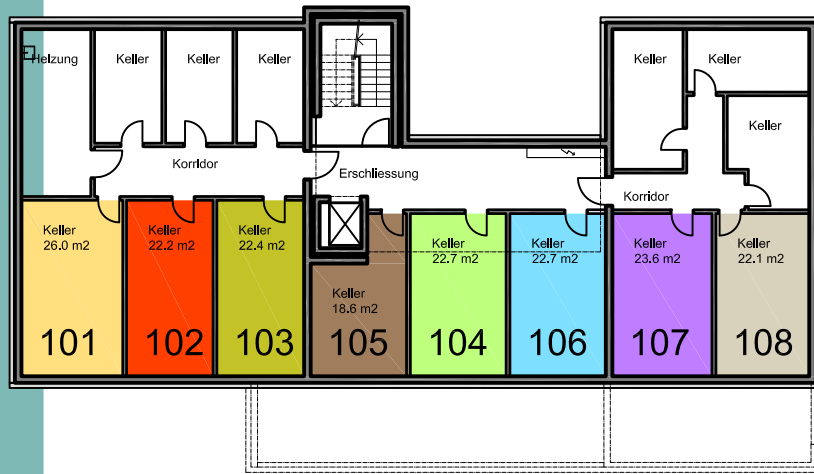 Heizung
Keller
Keller
Keller
Keller
Keller
Keller
Korridor
Erschliessung
Korridor
Keller
26.0 m2
101
Keller
22.2 m2
102
Keller
22.4 m2
103
Keller
18.6 m2
105
Keller
22.7 m2
104
Keller
22.7 m2
106
Keller
23.6 m2
107
Keller
22.1 m2
108